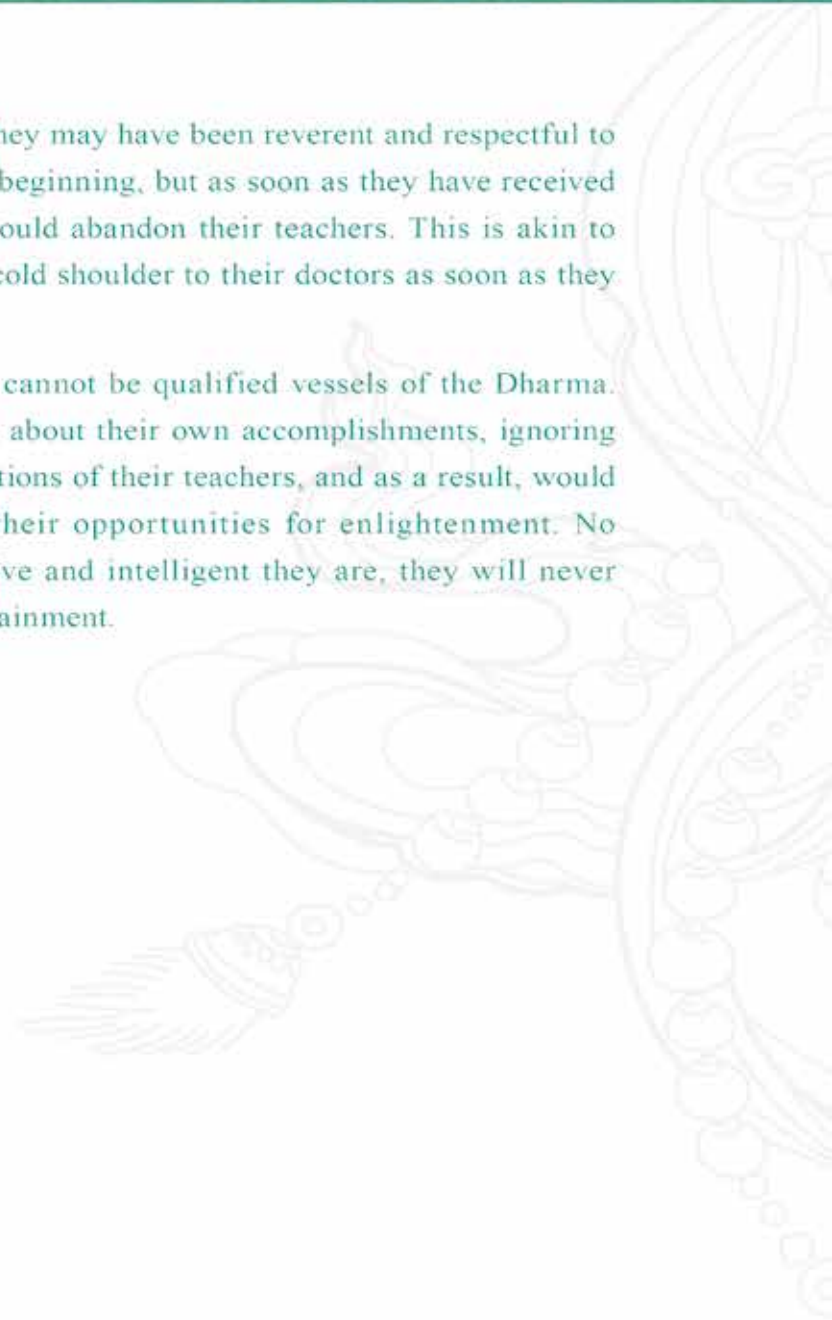 hey may have been reverent and respectful to
beginning, but as soon as they have received
ould abandon their teachers. This is akin to
cold shoulder to their doctors as soon as they
cannot be qualified vessels of the Dharma.
about their own accomplishments, ignoring
tions of their teachers, and as a result, would
heir opportunities for enlightenment. No
ve and intelligent they are, they will never
ainment.